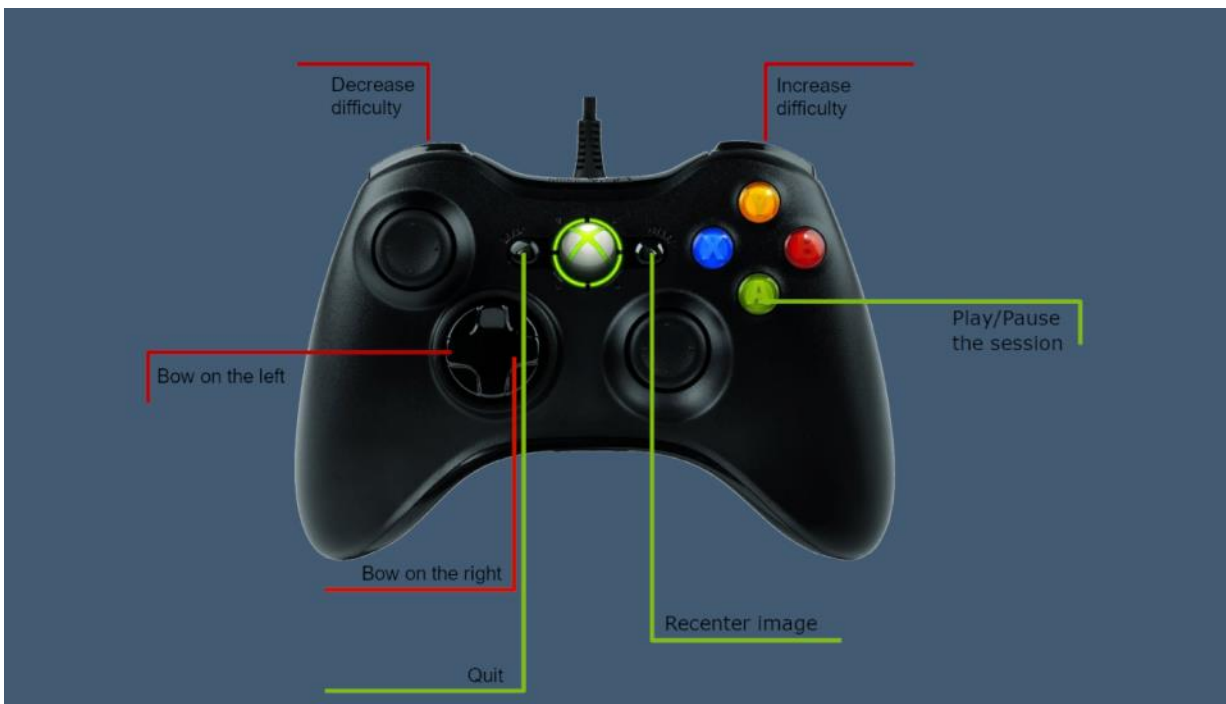 Decrease
difficulty
Increase
difficulty
Y
X
B
A
Play/Pause
the session
Bow on the left
Bow on the right
Recenter image
Quit